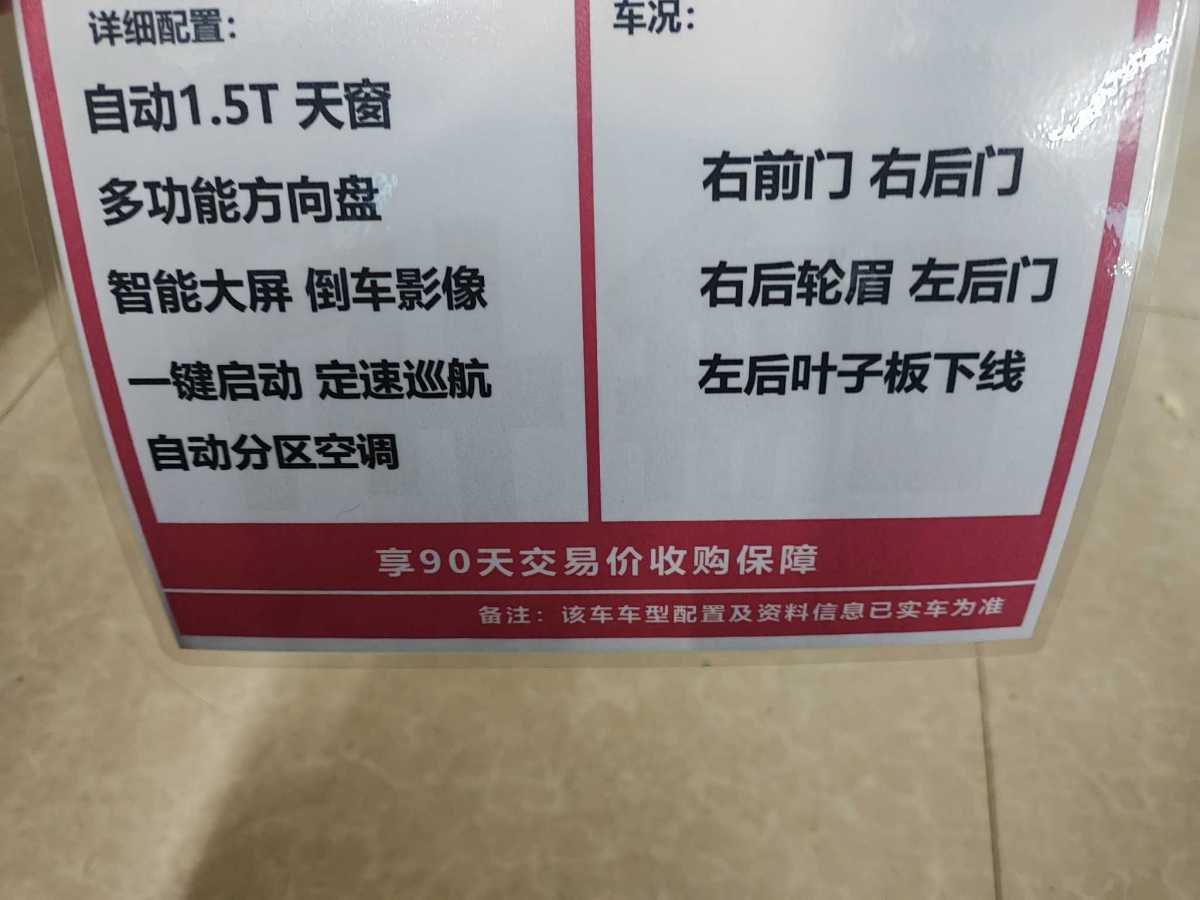 详细配置:
自动1.5T 天窗
多功能方向盘
智能大屏 倒车影像
一键启动 定速巡航
自动分区空调
车况:
右前门 右后门
右后轮眉 左后门
左后叶子板下线
享90天交易价收购保障
备注：该车车型配置及资料信息已实车为准